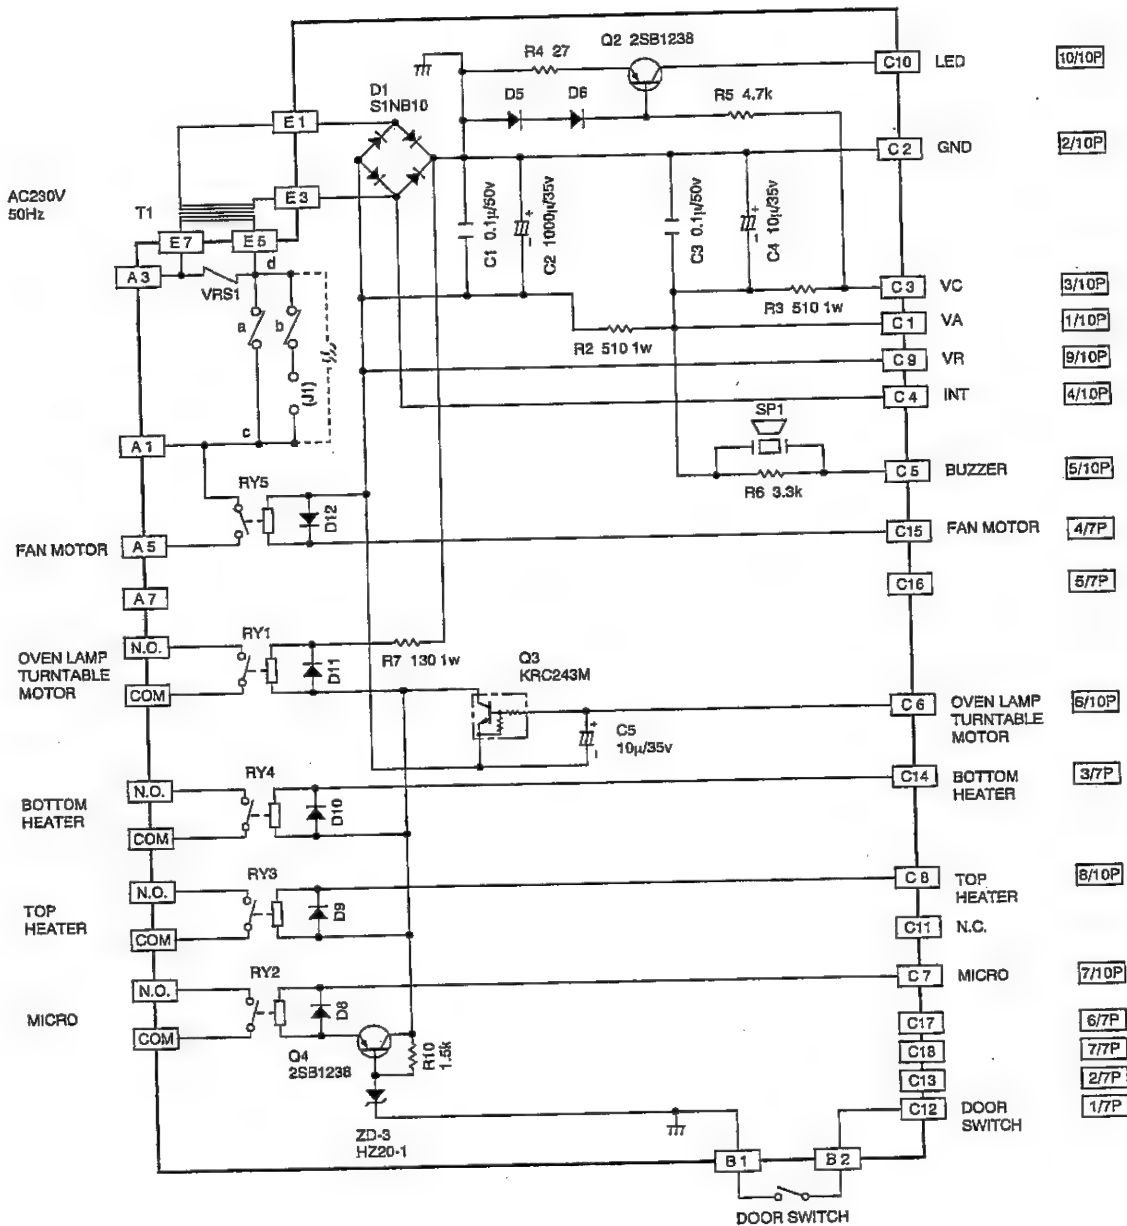 Q2 2SB1238
R4 27
C10 LED 10/10P
D1
S1NB10
D5
D6
R5 4.7k
E1
C2 GND 2/10P
AC230V
50Hz
T1
E3
C1 0.1μ/50v
+
-
C2 1000μ/35v
C3 0.1μ/50v
+
-
C4 10μ/35v
E7
E5
A3
d
VRS1
C3 VC 3/10P
R3 510 1w
a
b
C1 VA 1/10P
R2 510 1w
C9 VR 9/10P
(J1)
C4 INT 4/10P
SP1
A1
c
C5 BUZZER 5/10P
R6 3.3k
RY5
D12
FAN MOTOR
A5
C15 FAN MOTOR 4/7P
C16 5/7P
A7
N.O.
RY1
OVEN LAMP
TURNTABLE
MOTOR
COM
D11
R7 130 1w
Q3
KRC243M
C6 OVEN LAMP
TURNTABLE
MOTOR
6/10P
+
-
C5
10μ/35v
N.O.
RY4
BOTTOM
HEATER
COM
D10
C14 BOTTOM
HEATER
3/7P
N.O.
RY3
TOP
HEATER
COM
D9
C8 TOP
HEATER
8/10P
C11 N.C.
N.O.
RY2
MICRO
COM
D8
C7 MICRO 7/10P
Q4
2SB1238
R10
1.5k
C17 6/7P
C18 7/7P
C13 2/7P
C12 DOOR
SWITCH
1/7P
ZD-3
HZ20-1
B1
B2
DOOR SWITCH